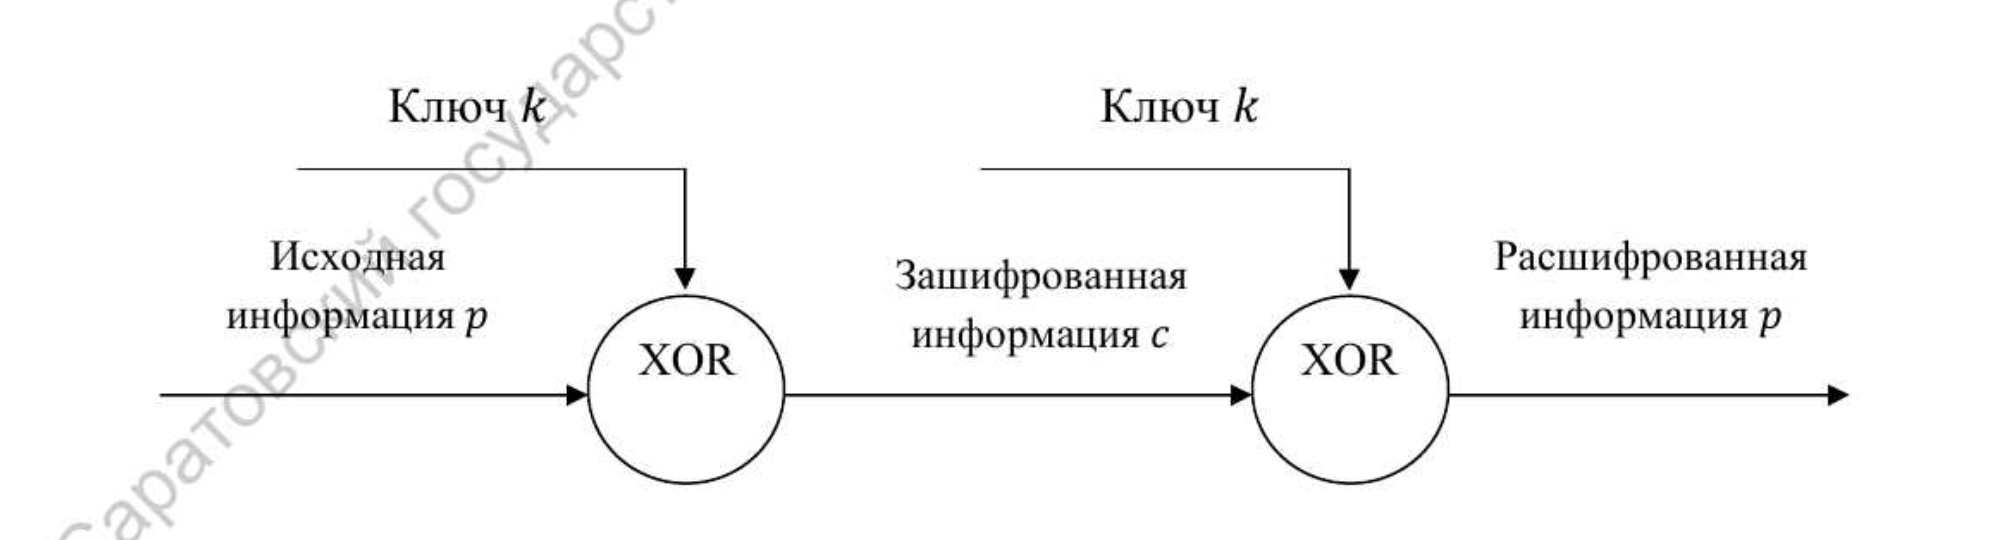 Ключ k
Ключ k
Исходная
информация p
Зашифрованная
информация c
Расшифрованная
информация p
XOR
XOR
Саратовский государст